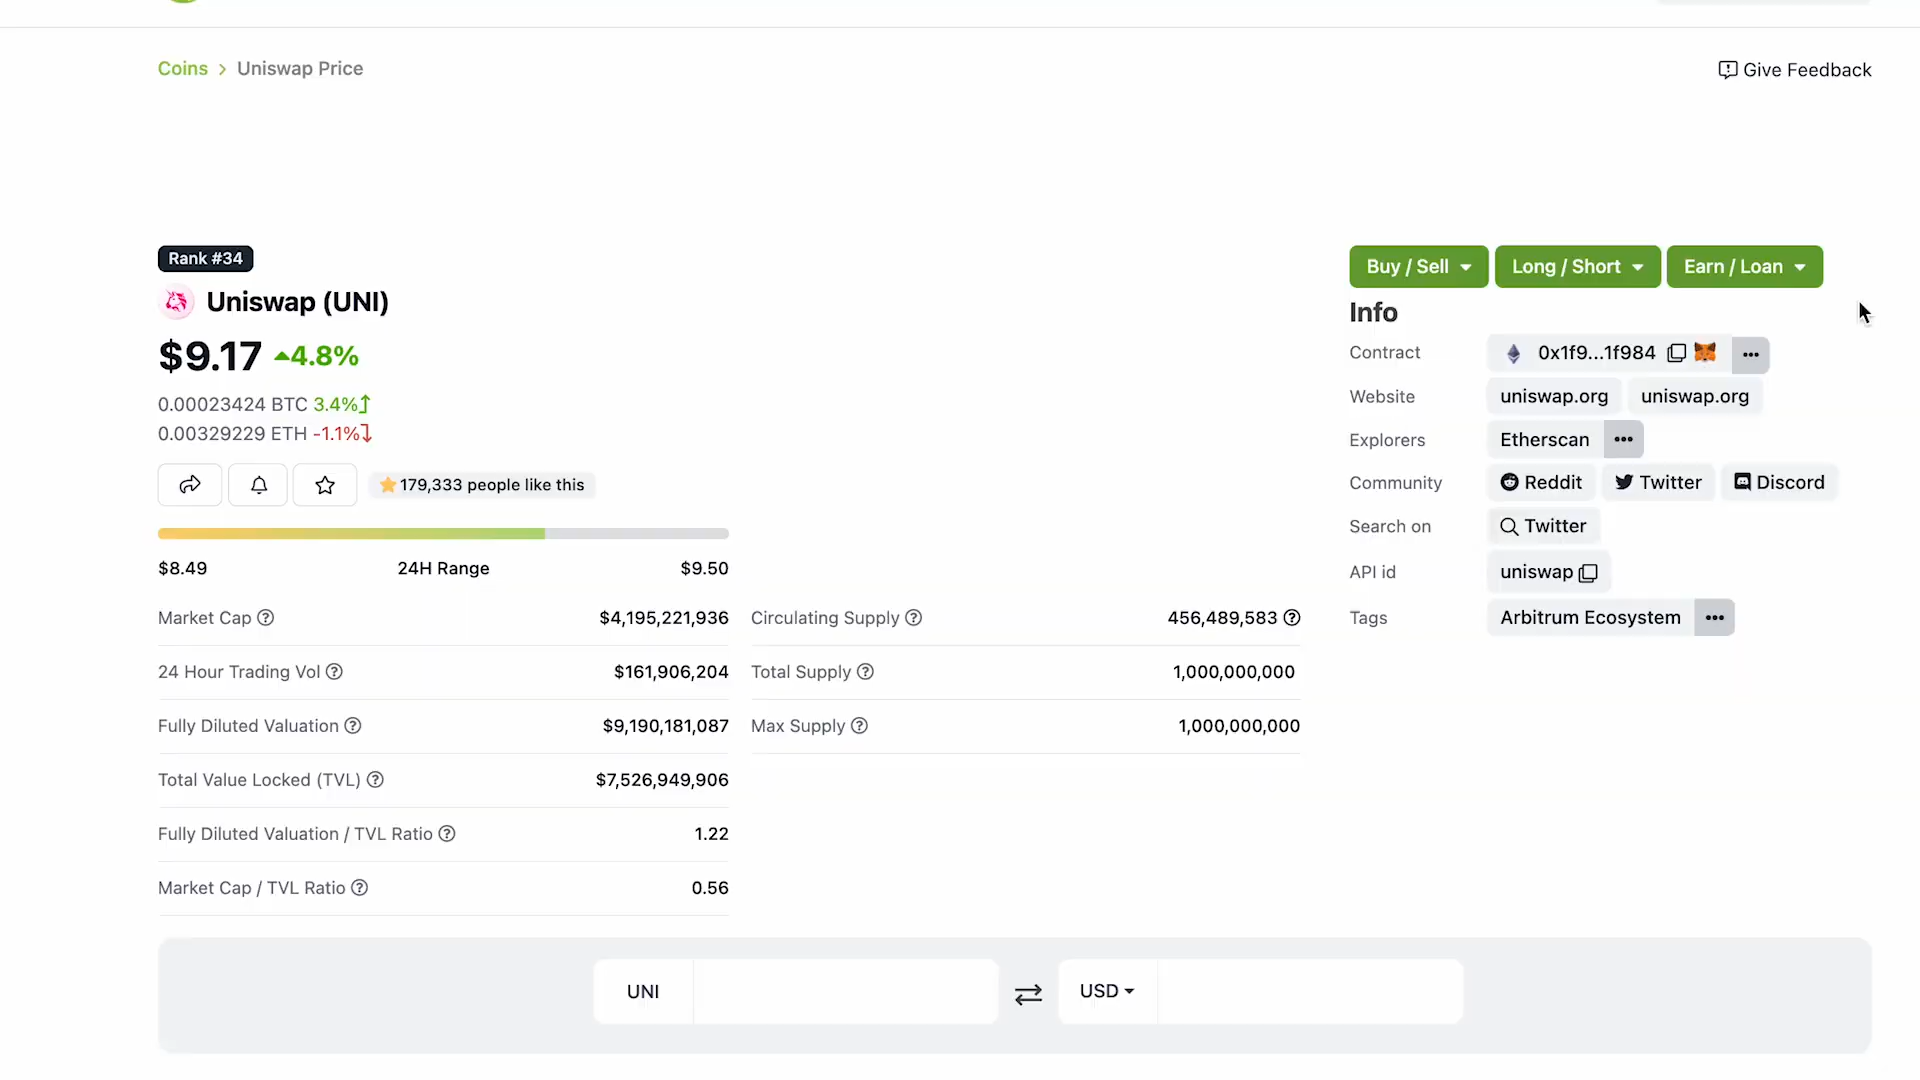 Coins > Uniswap Price
Give Feedback
Rank #34
Uniswap (UNI)
$9.17 4.8%
0.00023424 BTC 3.4%
0.00329229 ETH -1.1%
179,333 people like this
$8.49 24H Range $9.50
Market Cap $4,195,221,936
24 Hour Trading Vol $161,906,204
Fully Diluted Valuation $9,190,181,087
Total Value Locked (TVL) $7,526,949,906
Fully Diluted Valuation / TVL Ratio 1.22
Market Cap / TVL Ratio 0.56
Circulating Supply 456,489,583
Total Supply 1,000,000,000
Max Supply 1,000,000,000
Buy / Sell Long / Short Earn / Loan
Info
Contract 0x1f9...1f984
Website uniswap.org uniswap.org
Explorers Etherscan
Community Reddit Twitter Discord
Search on Twitter
API id uniswap
Tags Arbitrum Ecosystem
UNI USD